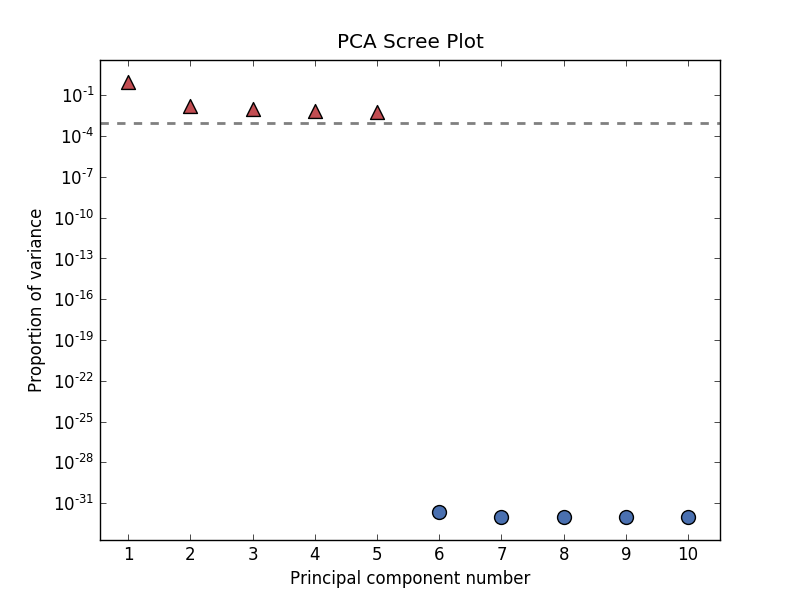 PCA Scree Plot
Proportion of variance
10^-1
10^-4
10^-7
10^-10
10^-13
10^-16
10^-19
10^-22
10^-25
10^-28
10^-31
1 2 3 4 5 6 7 8 9 10
Principal component number